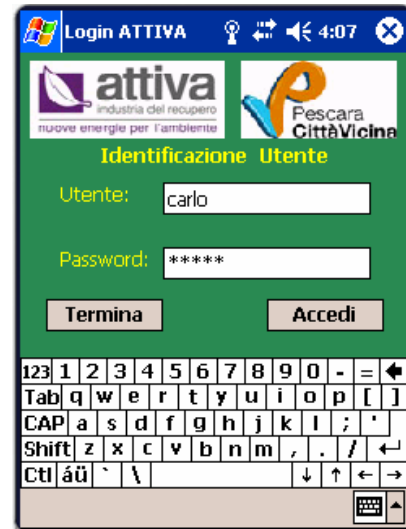 Login ATTIVA 4:07
attiva
industria del recupero
nuove energie per l'ambiente
Pescara
CittàVicina
Identificazione Utente
Utente: carlo
Password: *****
Termina Accedi
123 1 2 3 4 5 6 7 8 9 0 - =
Tab q w e r t y u i o p [ ]
CAP a s d f g h j k l ; '
Shift z x c v b n m , . /
Ctl áü ` \